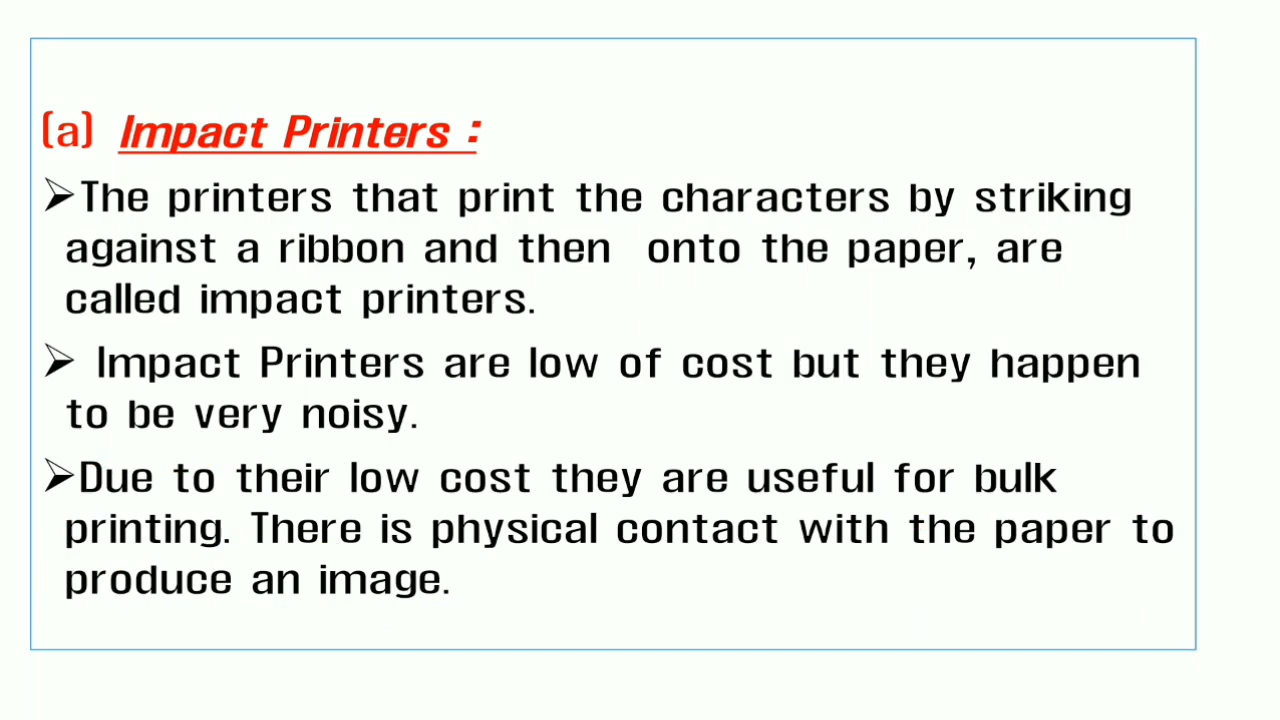 (a) Impact Printers :
➢The printers that print the characters by striking
against a ribbon and then onto the paper, are
called impact printers.
➢ Impact Printers are low of cost but they happen
to be very noisy.
➢Due to their low cost they are useful for bulk
printing. There is physical contact with the paper to
produce an image.